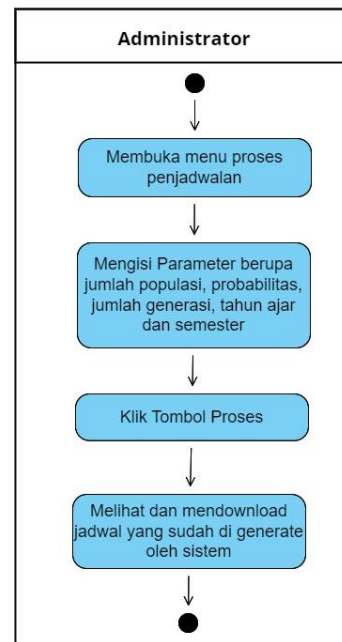 Administrator
Membuka menu proses
penjadwalan
Mengisi Parameter berupa
jumlah populasi, probabilitas,
jumlah generasi, tahun ajar
dan semester
Klik Tombol Proses
Melihat dan mendownload
jadwal yang sudah di generate
oleh sistem